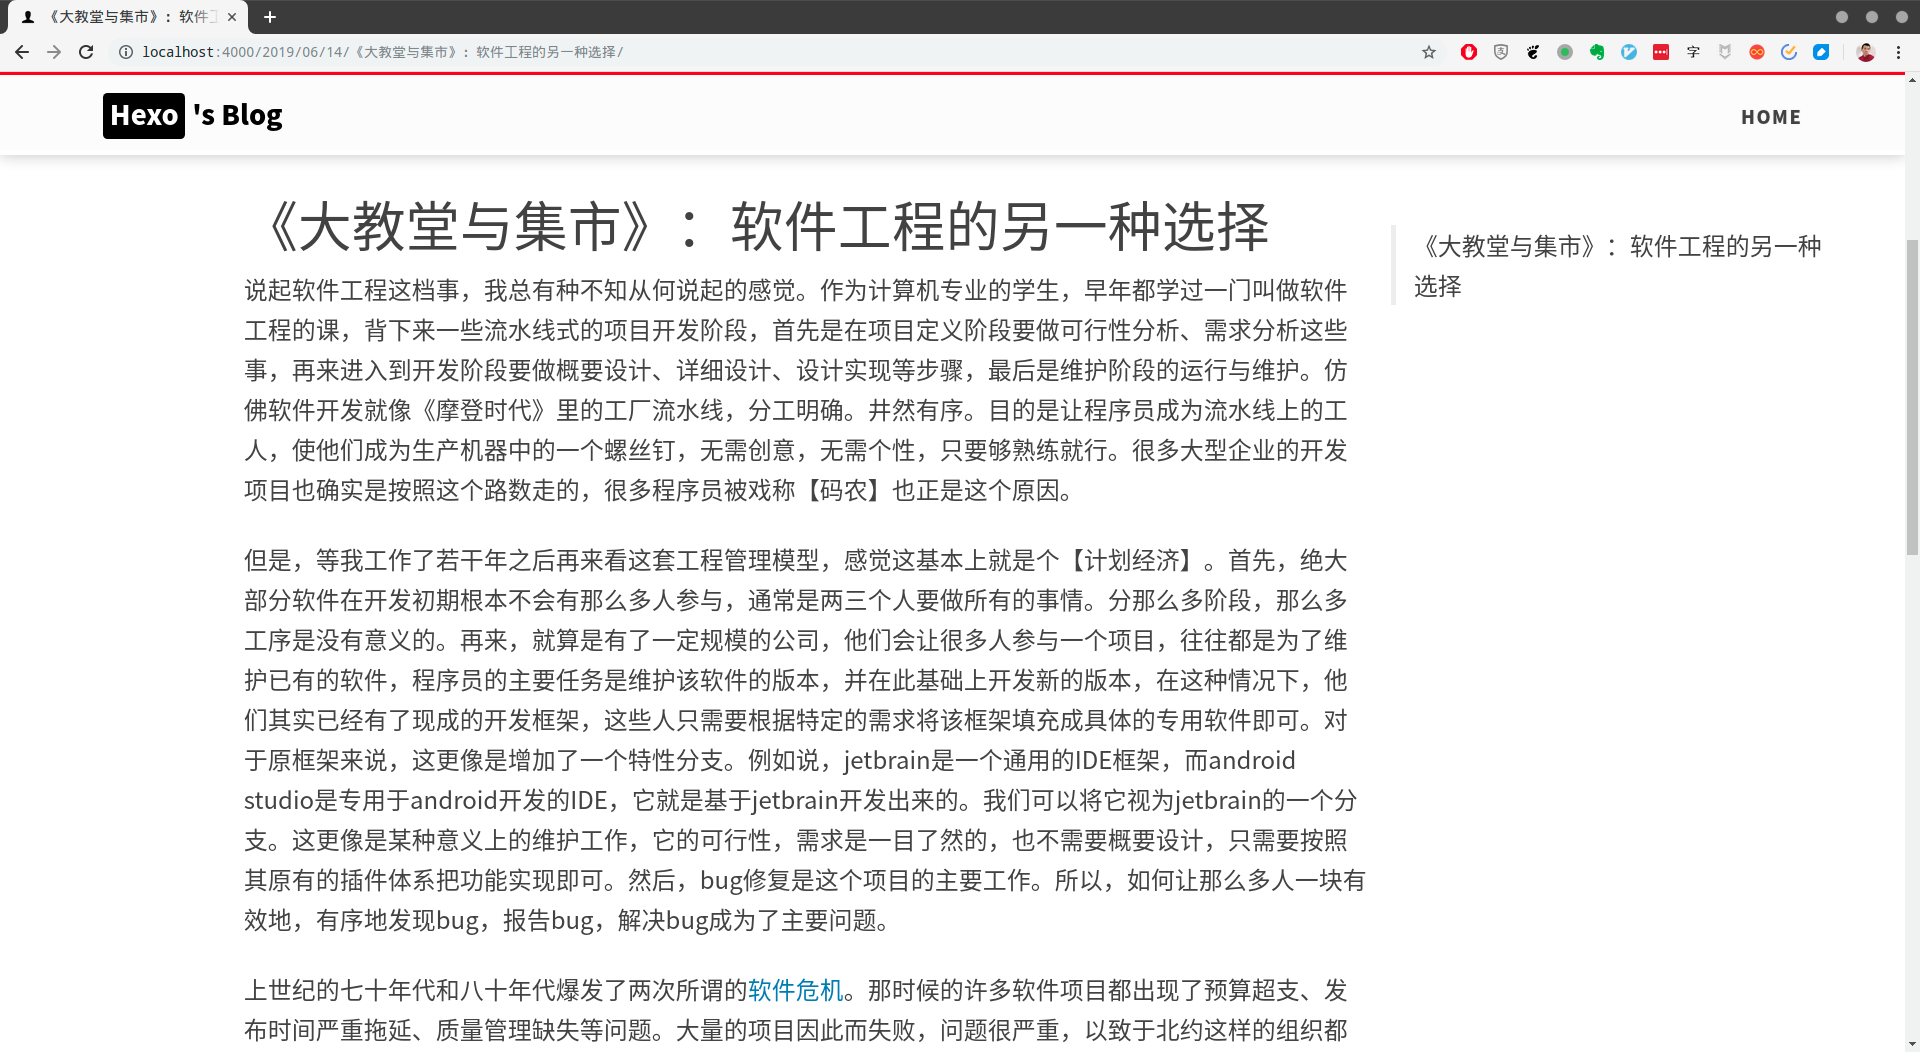 《大教堂与集市》：软件
localhost:4000/2019/06/14/《大教堂与集市》：软件工程的另一种选择/
字
Hexo 's Blog
HOME
《大教堂与集市》：软件工程的另一种选择
《大教堂与集市》：软件工程的另一种
选择
说起软件工程这档事，我总有种不知从何说起的感觉。作为计算机专业的学生，早年都学过一门叫做软件
工程的课，背下来一些流水线式的项目开发阶段，首先是在项目定义阶段要做可行性分析、需求分析这些
事，再来进入到开发阶段要做概要设计、详细设计、设计实现等步骤，最后是维护阶段的运行与维护。仿
佛软件开发就像《摩登时代》里的工厂流水线，分工明确。井然有序。目的是让程序员成为流水线上的工
人，使他们成为生产机器中的一个螺丝钉，无需创意，无需个性，只要够熟练就行。很多大型企业的开发
项目也确实是按照这个路数走的，很多程序员被戏称【码农】也正是这个原因。
但是，等我工作了若干年之后再来看这套工程管理模型，感觉这基本上就是个【计划经济】。首先，绝大
部分软件在开发初期根本不会有那么多人参与，通常是两三个人要做所有的事情。分那么多阶段，那么多
工序是没有意义的。再来，就算是有了一定规模的公司，他们会让很多人参与一个项目，往往都是为了维
护已有的软件，程序员的主要任务是维护该软件的版本，并在此基础上开发新的版本，在这种情况下，他
们其实已经有了现成的开发框架，这些人只需要根据特定的需求将该框架填充成具体的专用软件即可。对
于原框架来说，这更像是增加了一个特性分支。例如说，jetbrain是一个通用的IDE框架，而android
studio是专用于android开发的IDE，它就是基于jetbrain开发出来的。我们可以将它视为jetbrain的一个分
支。这更像是某种意义上的维护工作，它的可行性，需求是一目了然的，也不需要概要设计，只需要按照
其原有的插件体系把功能实现即可。然后，bug修复是这个项目的主要工作。所以，如何让那么多人一块有
效地，有序地发现bug，报告bug，解决bug成为了主要问题。
上世纪的七十年代和八十年代爆发了两次所谓的软件危机。那时候的许多软件项目都出现了预算超支、发
布时间严重拖延、质量管理缺失等问题。大量的项目因此而失败，问题很严重，以致于北约这样的组织都